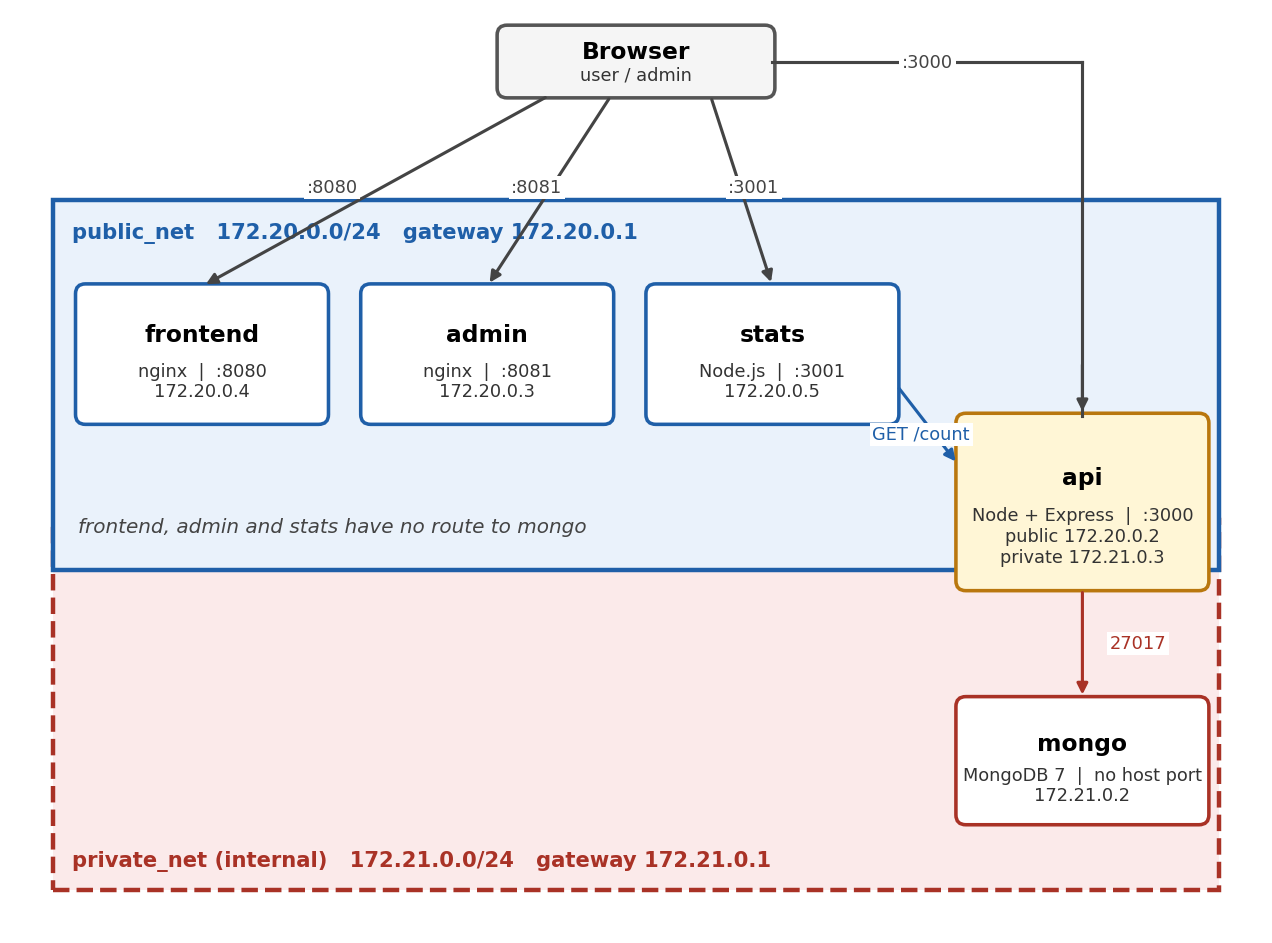 Browser
user / admin
:3000
:8080
:8081
:3001
public_net   172.20.0.0/24   gateway 172.20.0.1
frontend
nginx  |  :8080
172.20.0.4
admin
nginx  |  :8081
172.20.0.3
stats
Node.js  |  :3001
172.20.0.5
GET /count
api
Node + Express  |  :3000
public 172.20.0.2
private 172.21.0.3
frontend, admin and stats have no route to mongo
27017
mongo
MongoDB 7  |  no host port
172.21.0.2
private_net (internal)   172.21.0.0/24   gateway 172.21.0.1